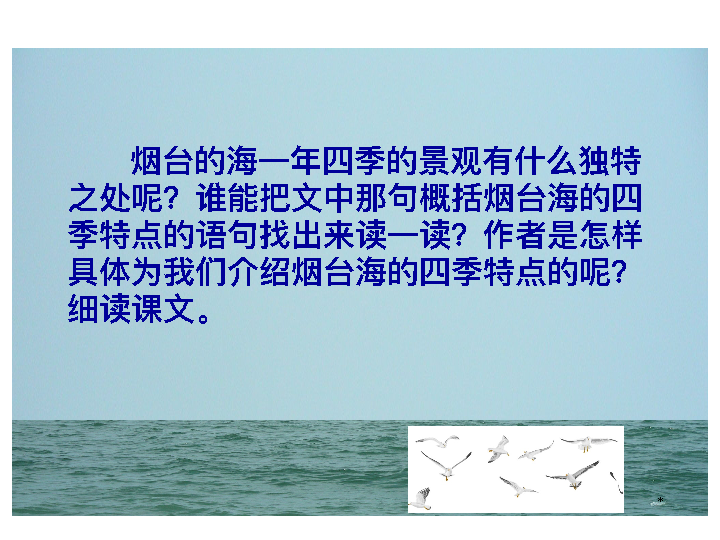 烟台的海一年四季的景观有什么独特
之处呢？谁能把文中那句概括烟台海的四
季特点的语句找出来读一读？作者是怎样
具体为我们介绍烟台海的四季特点的呢？
细读课文。
*